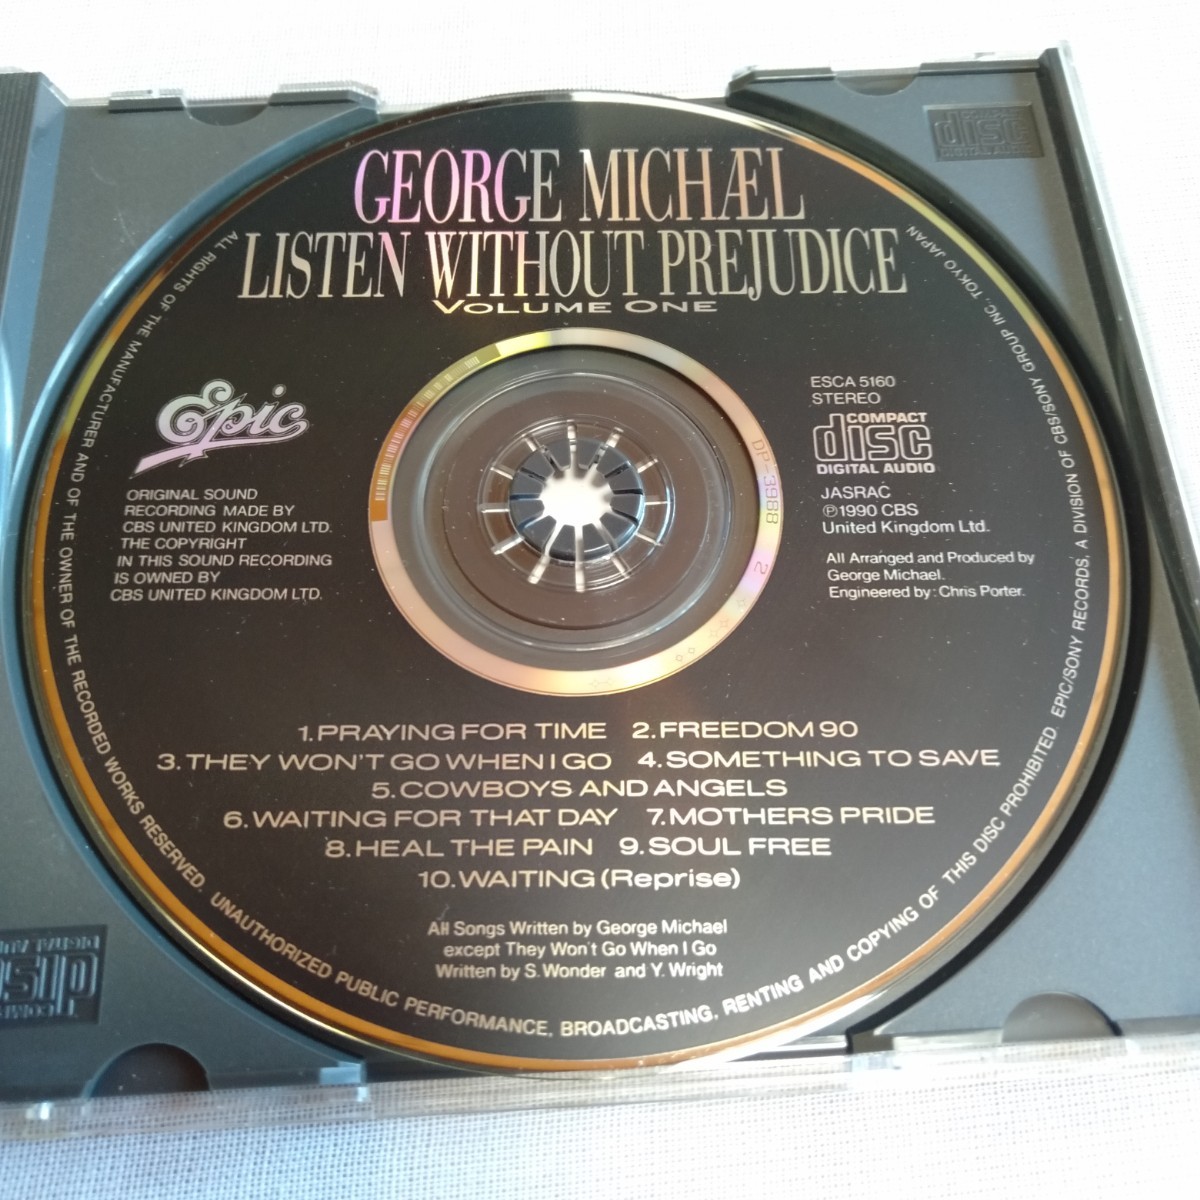 GEORGE MICHÆL
LISTEN WITHOUT PREJUDICE
VOLUME ONE
Epic
ORIGINAL SOUND
RECORDING MADE BY
CBS UNITED KINGDOM LTD.
THE COPYRIGHT
IN THIS SOUND RECORDING
IS OWNED BY
CBS UNITED KINGDOM LTD.
ESCA 5160
STEREO
COMPACT
disc
DIGITAL AUDIO
JASRAC
℗1990 CBS
United Kingdom Ltd.
All Arranged and Produced by
George Michael.
Engineered by: Chris Porter.
DP-3988 2
1.PRAYING FOR TIME 2.FREEDOM 90
3.THEY WON'T GO WHEN I GO 4.SOMETHING TO SAVE
5.COWBOYS AND ANGELS
6.WAITING FOR THAT DAY 7.MOTHERS PRIDE
8.HEAL THE PAIN 9.SOUL FREE
10.WAITING (Reprise)
All Songs Written by George Michael
except They Won't Go When I Go
Written by S. Wonder and Y. Wright
ALL RIGHTS OF THE MANUFACTURER AND OF THE OWNER OF THE RECORDED WORKS RESERVED. UNAUTHORIZED PUBLIC PERFORMANCE, BROADCASTING, RENTING AND COPYING OF THIS DISC PROHIBITED. EPIC/SONY RECORDS. A DIVISION OF CBS/SONY GROUP INC. TOKYO JAPAN
disc
DIGITAL AUDIO
disc